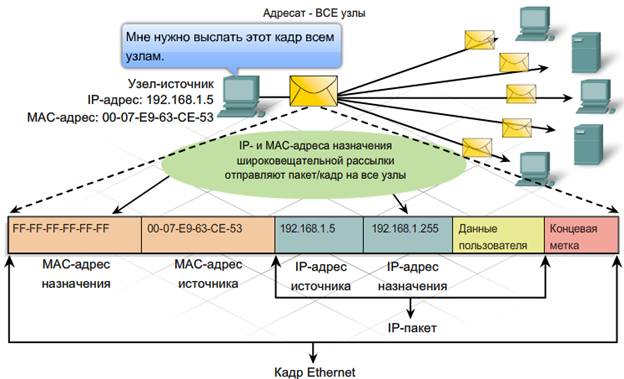 Адресат - ВСЕ узлы
Мне нужно выслать этот кадр всем
узлам.
Узел-источник
IP-адрес: 192.168.1.5
MAC-адрес: 00-07-E9-63-CE-53
IP- и MAC-адреса назначения
широковещательной рассылки
отправляют пакет/кадр на все узлы
FF-FF-FF-FF-FF-FF
00-07-E9-63-CE-53
192.168.1.5
192.168.1.255
Данные
пользователя
Концевая
метка
MAC-адрес
назначения
MAC-адрес
источника
IP-адрес
источника
IP-адрес
назначения
IP-пакет
Кадр Ethernet